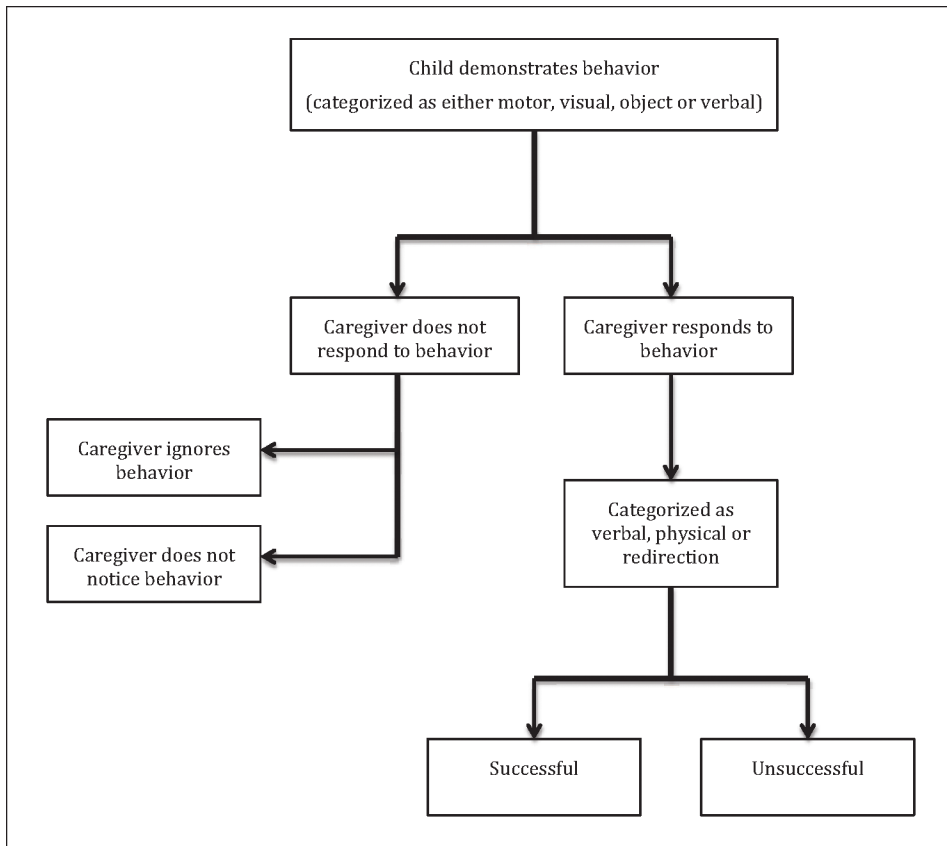 Child demonstrates behavior
(categorized as either motor, visual, object or verbal)
Caregiver does not
respond to behavior
Caregiver responds to
behavior
Caregiver ignores
behavior
Caregiver does not
notice behavior
Categorized as
verbal, physical or
redirection
Successful
Unsuccessful